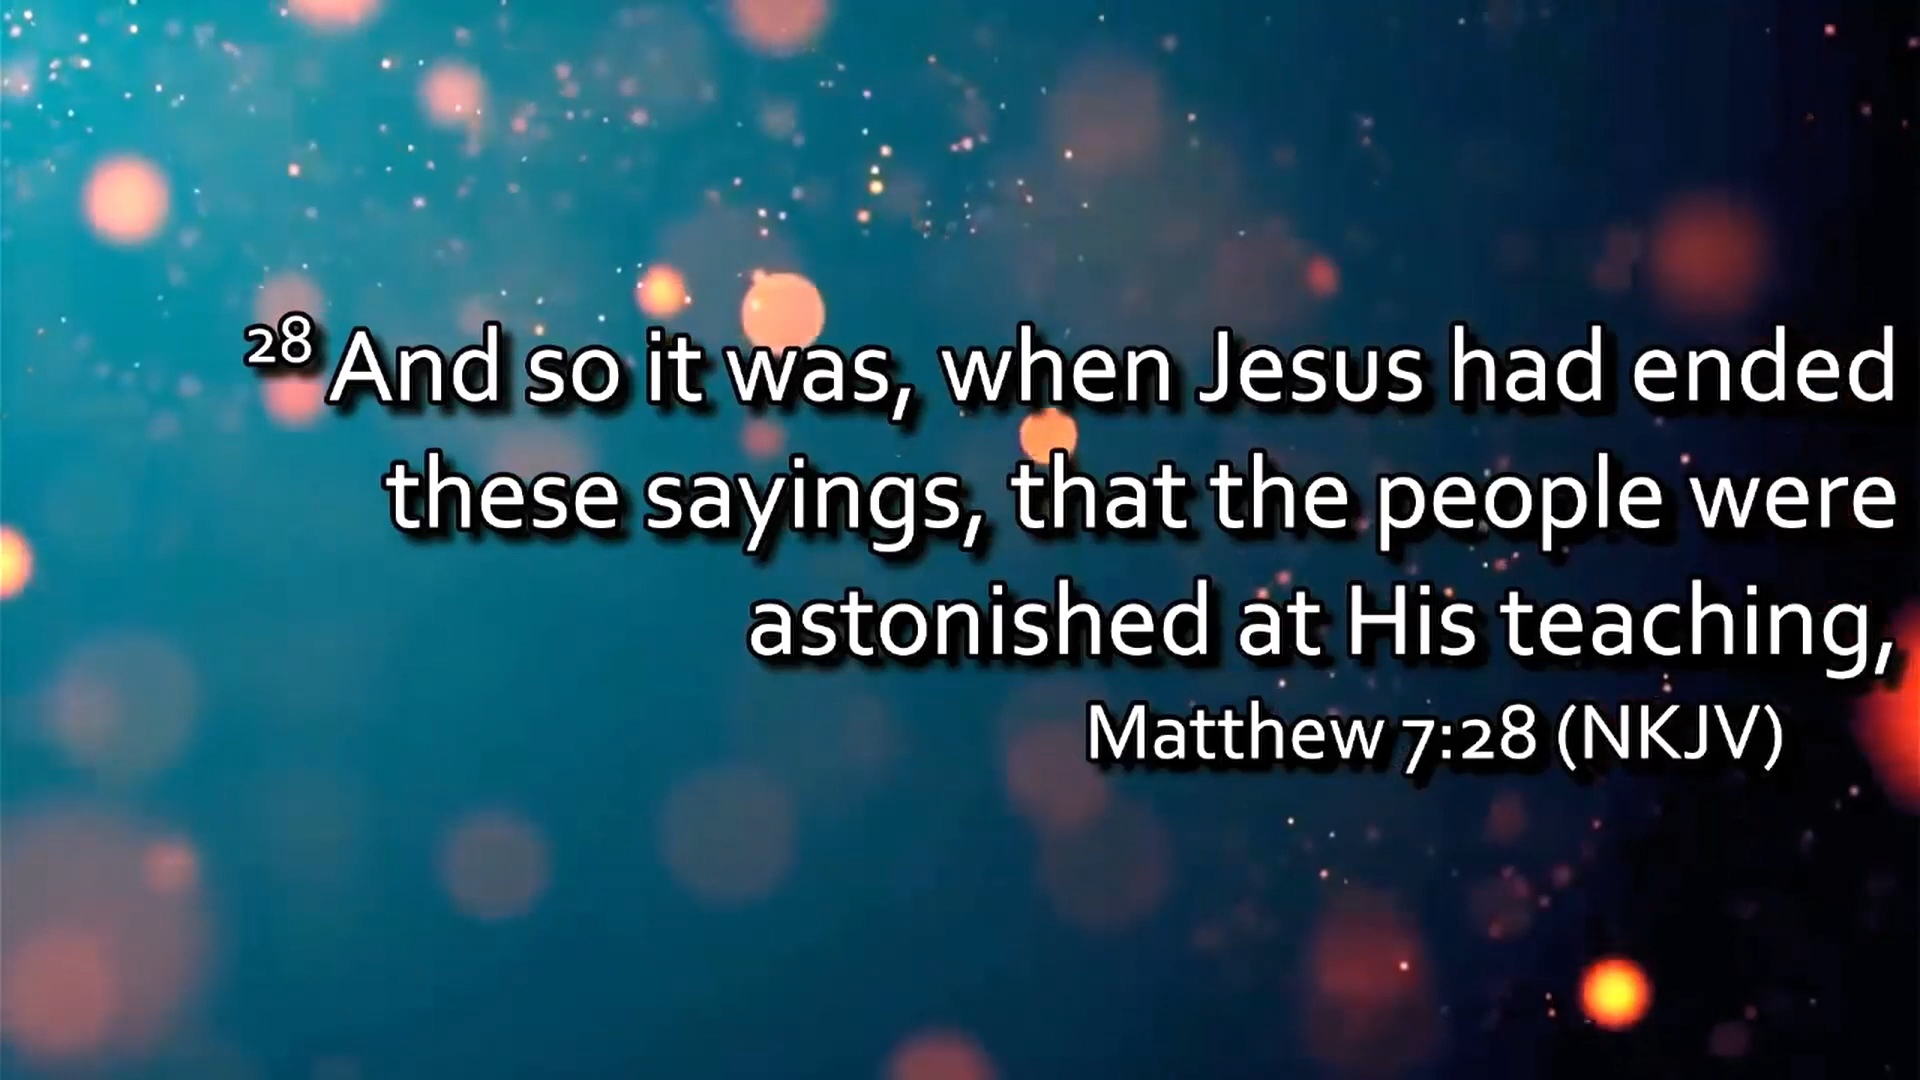 28 And so it was, when Jesus had ended
these sayings, that the people were
astonished at His teaching,
Matthew 7:28 (NKJV)